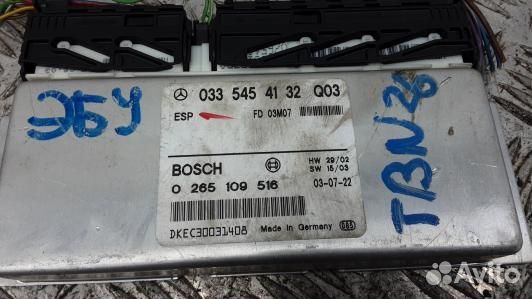 033 545 41 32 Q03
ESP FD 03M07
BOSCH
HW 29/02
SW 15/03
0 265 109 516 03-07-22
DKEC30031408 Made in Germany
ЭБУ
TBN28
Avito